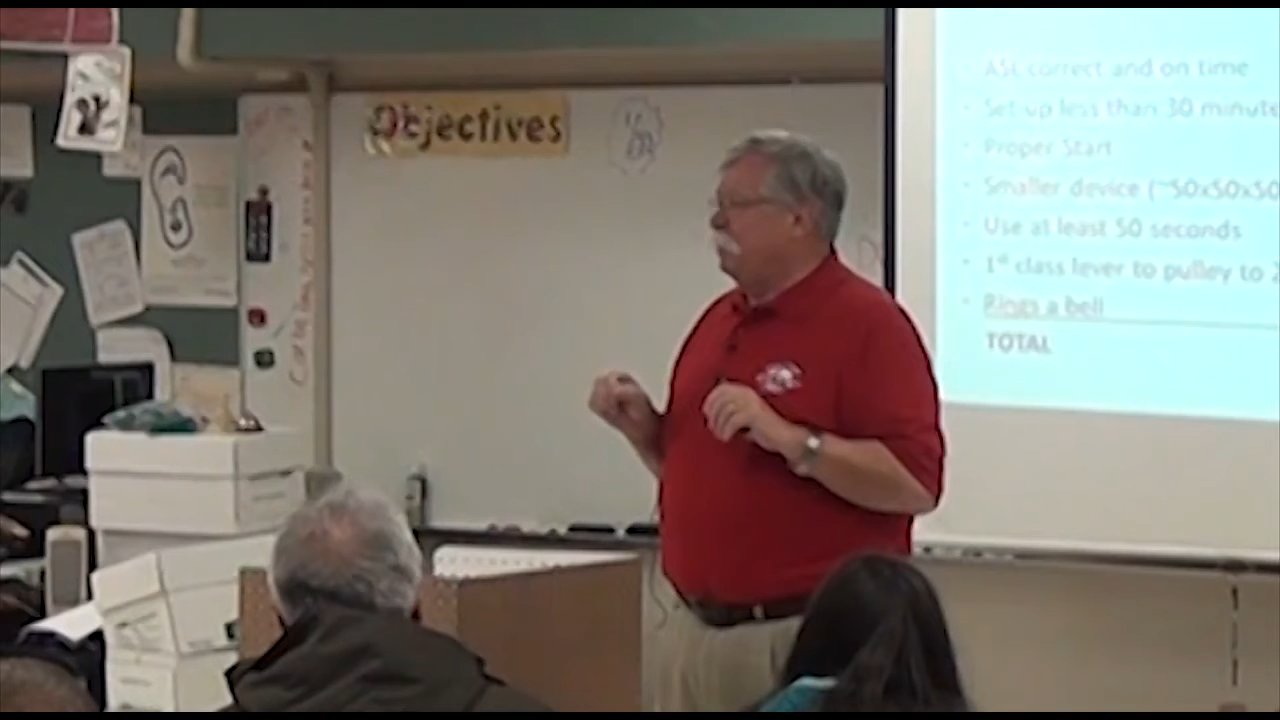 Objectives
- ASL correct and on time
- Set-up less than 30 minute
- Proper Start
- Smaller device (~50x50x50
- Use at least 50 seconds
- 1st class lever to pulley to 2
- Rings a bell
TOTAL